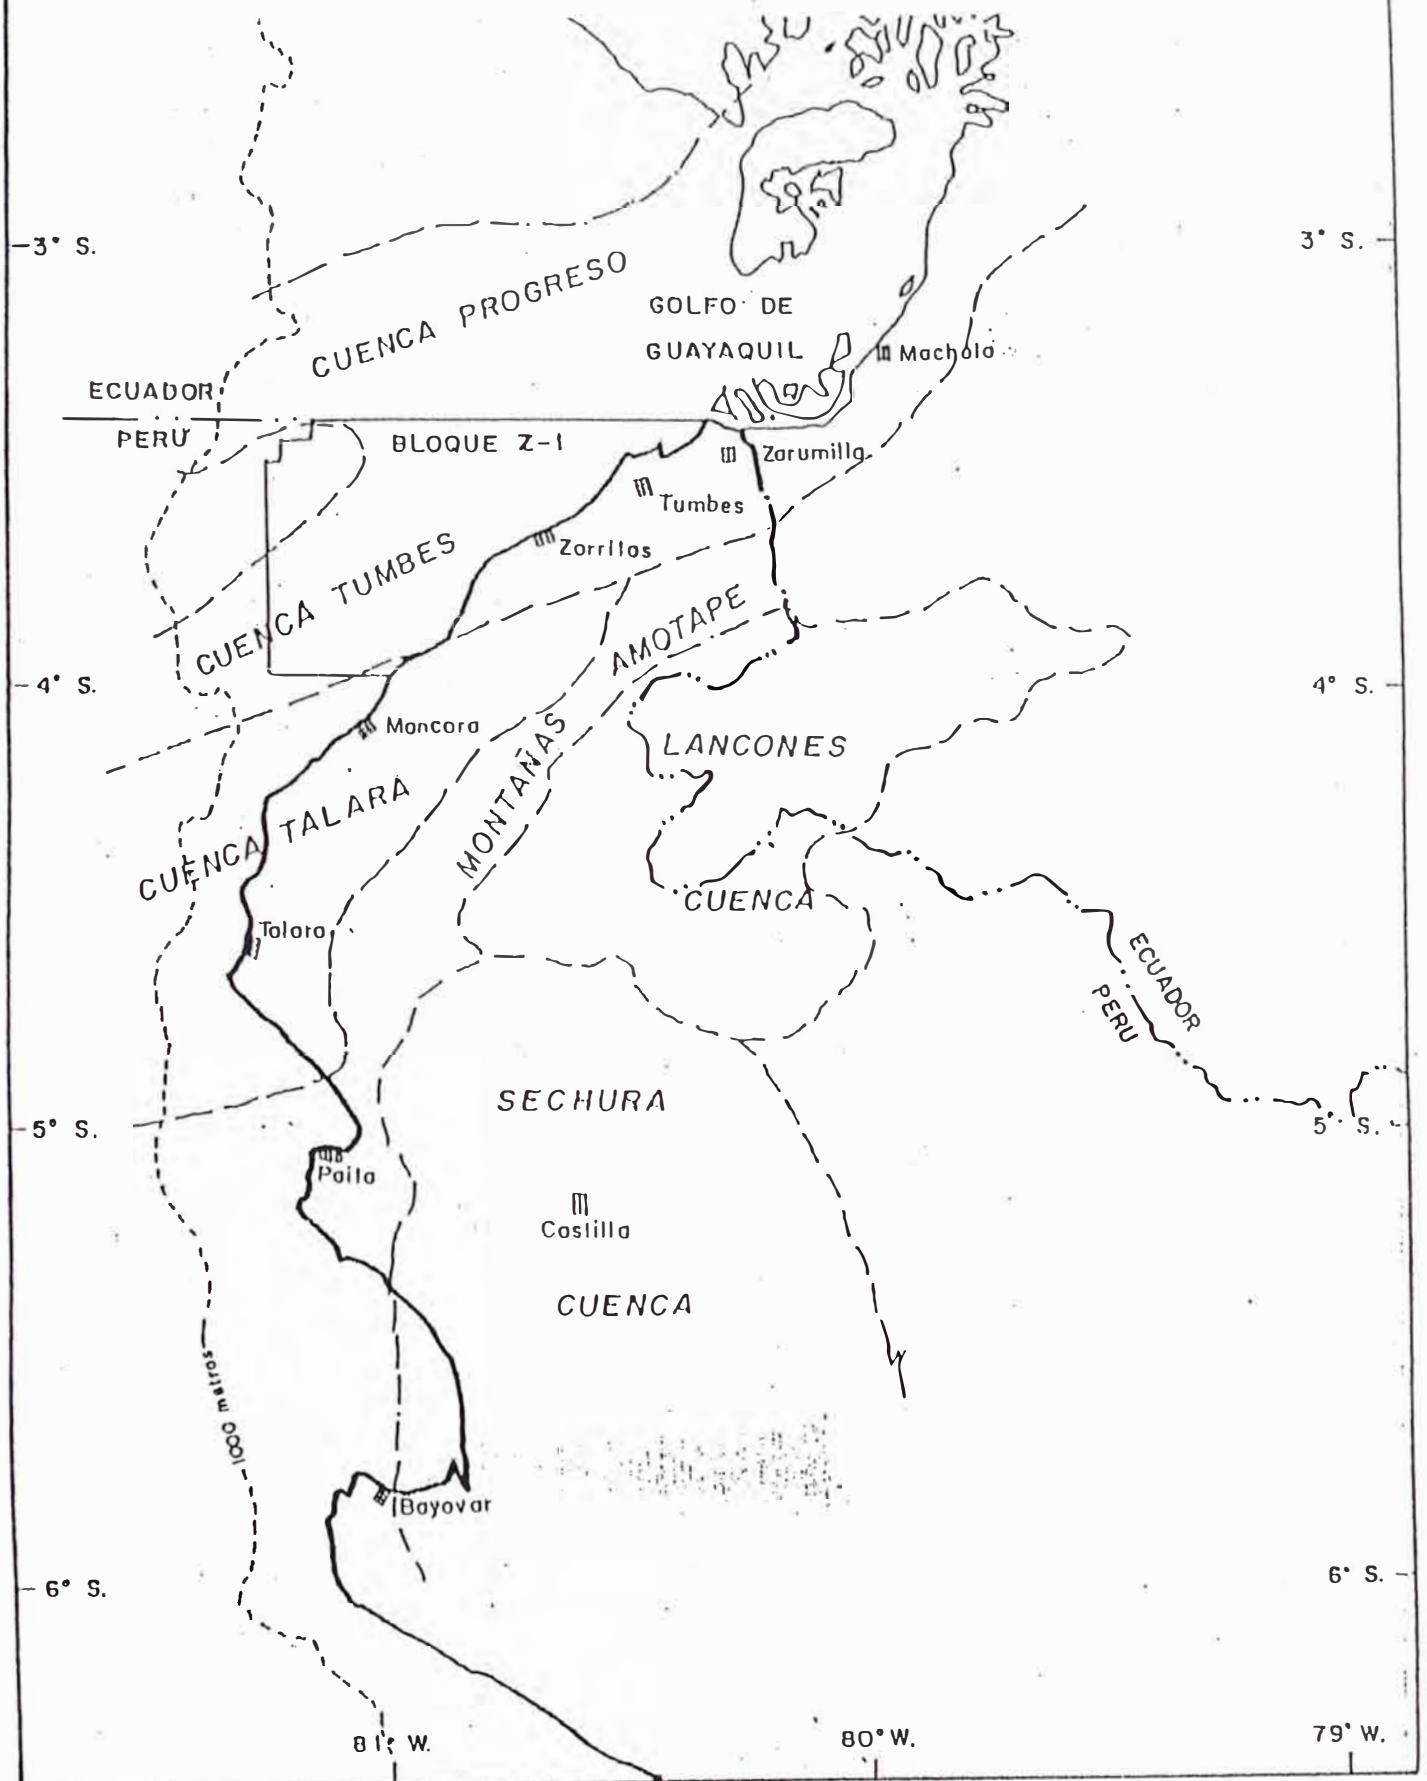 3° S.
3° S.
CUENCA PROGRESO
GOLFO DE
GUAYAQUIL
Machala
ECUADOR
PERU
BLOQUE Z-1
Zarumilla
Tumbes
Zorritos
CUENCA TUMBES
AMOTAPE
MONTAÑAS
4° S.
4° S.
Mancora
LANCONES
CUENCA TALARA
CUENCA
Talara
ECUADOR
PERU
SECHURA
5° S.
5° S.
Paita
Castilla
CUENCA
1000 metros
Bayovar
6° S.
6° S.
81° W.
80° W.
79° W.